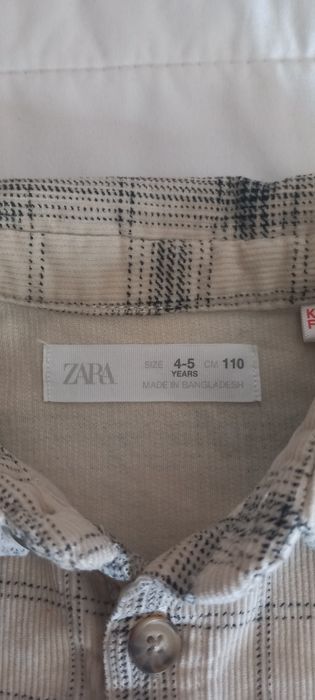 ZARA
SIZE 4-5 CM 110
YEARS
MADE IN BANGLADESH
K
F